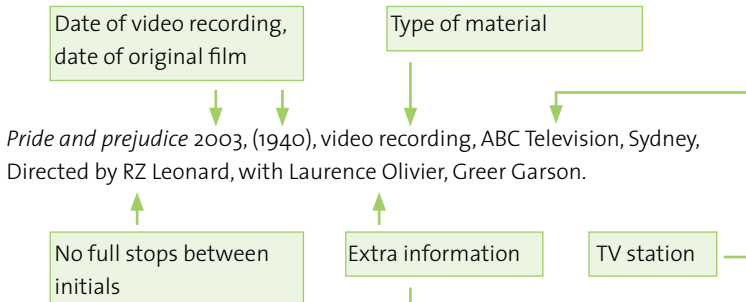 Date of video recording,
date of original film
Type of material
Pride and prejudice 2003, (1940), video recording, ABC Television, Sydney,
Directed by RZ Leonard, with Laurence Olivier, Greer Garson.
No full stops between
initials
Extra information
TV station